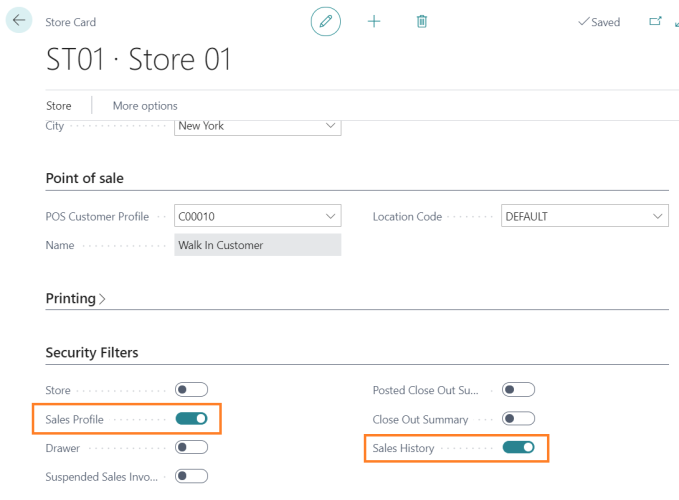 Store Card
Saved
ST01 · Store 01
Store
More options
City
New York
Point of sale
POS Customer Profile
C00010
Location Code
DEFAULT
Name
Walk In Customer
Printing
Security Filters
Store
Posted Close Out Su...
Sales Profile
Close Out Summary
Drawer
Sales History
Suspended Sales Invo...